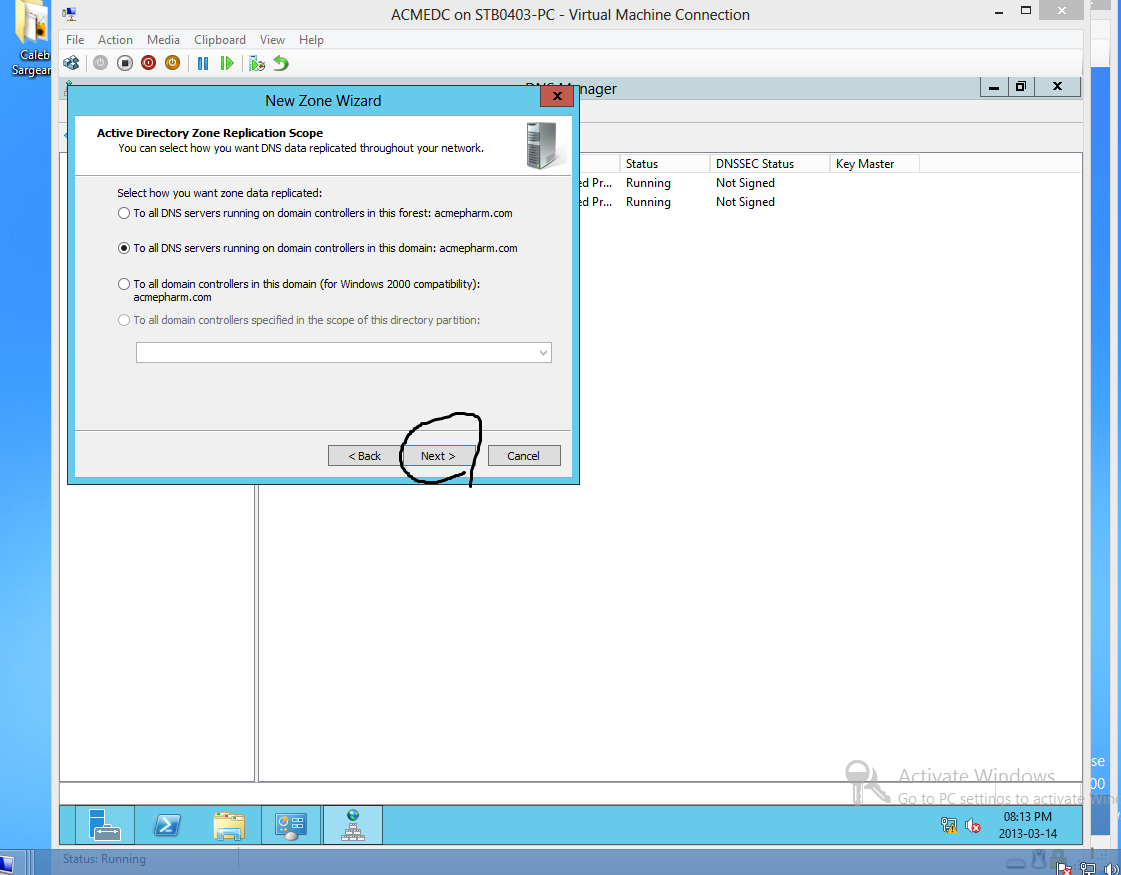 ACMEDC on STB0403-PC - Virtual Machine Connection
Caleb
Sargean
File Action Media Clipboard View Help
nager
New Zone Wizard
Active Directory Zone Replication Scope
You can select how you want DNS data replicated throughout your network.
Status DNSSEC Status Key Master
ed Pr... Running Not Signed
ed Pr... Running Not Signed
Select how you want zone data replicated:
To all DNS servers running on domain controllers in this forest: acmepharm.com
To all DNS servers running on domain controllers in this domain: acmepharm.com
To all domain controllers in this domain (for Windows 2000 compatibility):
acmepharm.com
To all domain controllers specified in the scope of this directory partition:
< Back Next > Cancel
se
00
Activate Windows
Go to PC settings to activate Win
08:13 PM
2013-03-14
Status: Running